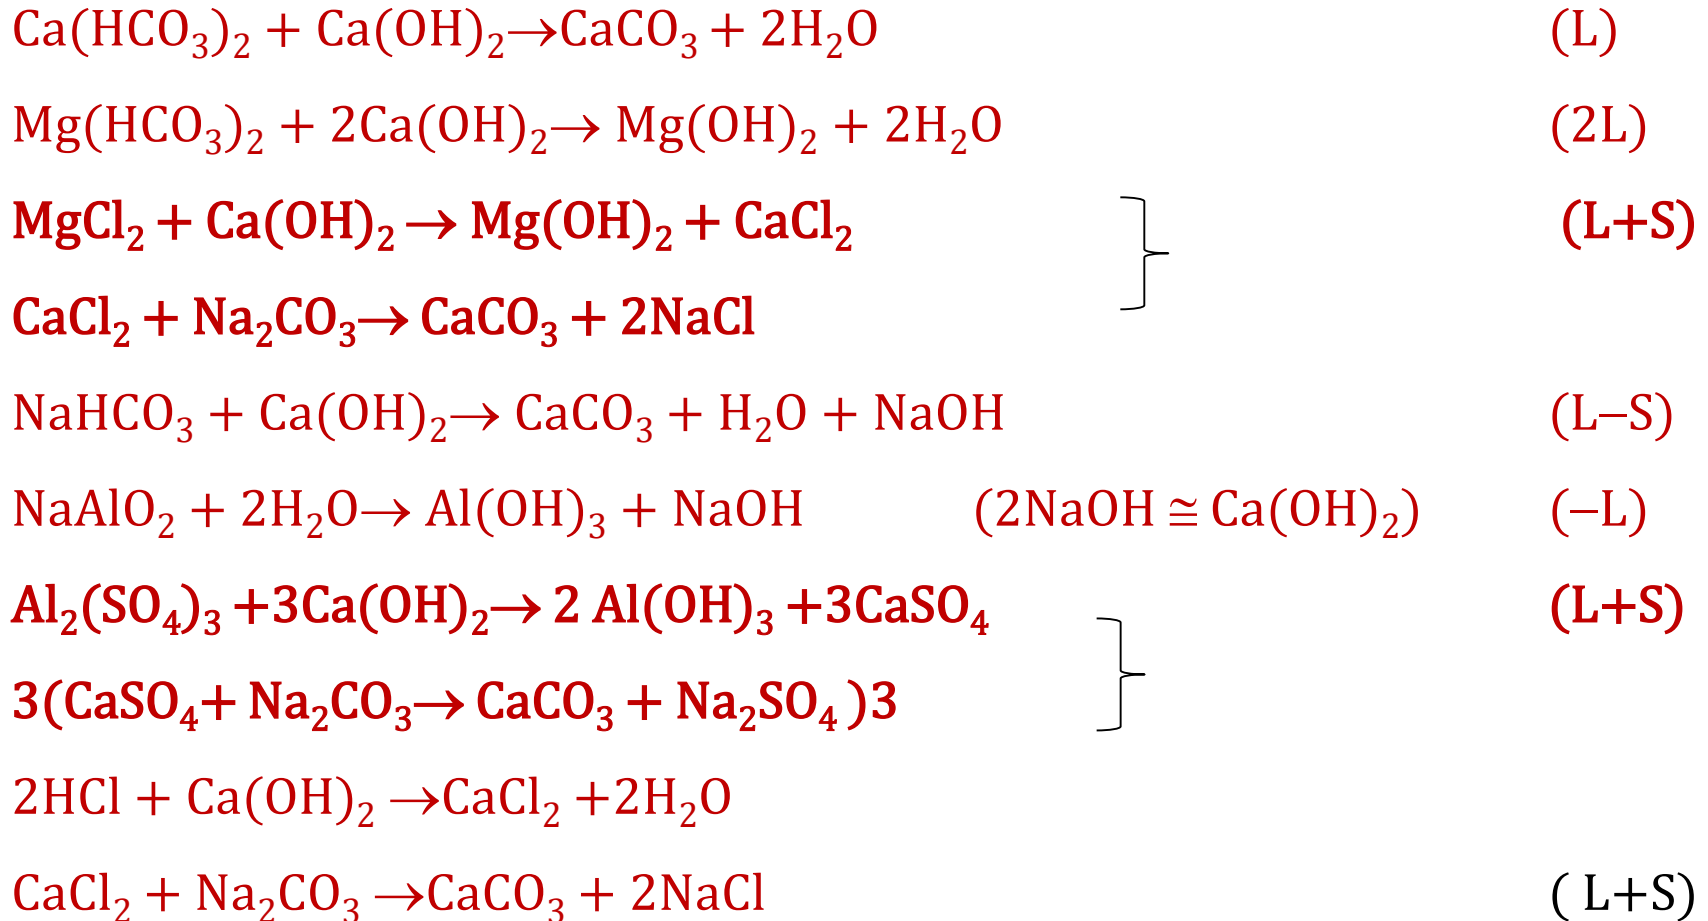 Ca(HCO₃)₂ + Ca(OH)₂→CaCO₃ + 2H₂O (L)
Mg(HCO₃)₂ + 2Ca(OH)₂→ Mg(OH)₂ + 2H₂O (2L)
MgCl₂ + Ca(OH)₂ → Mg(OH)₂ + CaCl₂ (L+S)
CaCl₂ + Na₂CO₃→ CaCO₃ + 2NaCl
NaHCO₃ + Ca(OH)₂→ CaCO₃ + H₂O + NaOH (L–S)
NaAlO₂ + 2H₂O→ Al(OH)₃ + NaOH (2NaOH ≅ Ca(OH)₂) (–L)
Al₂(SO₄)₃ +3Ca(OH)₂→ 2 Al(OH)₃ +3CaSO₄ (L+S)
3(CaSO₄+ Na₂CO₃→ CaCO₃ + Na₂SO₄ )3
2HCl + Ca(OH)₂ →CaCl₂ +2H₂O
CaCl₂ + Na₂CO₃ →CaCO₃ + 2NaCl ( L+S)